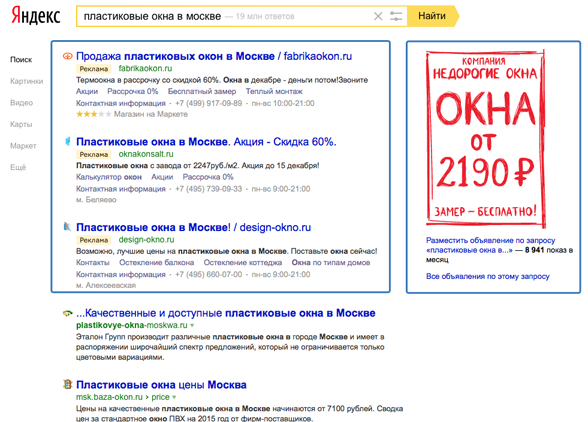 Яндекс
пластиковые окна в москве — 19 млн ответов
Найти
Поиск
Картинки
Видео
Карты
Маркет
Ещё
Продажа пластиковых окон в Москве / fabrikaokon.ru
Реклама fabrikaokon.ru
Термоокна в рассрочку со скидкой 60%. Окна в декабре - деньги потом!Звоните
Акции Рассрочка 0% Бесплатный замер Теплый монтаж
Контактная информация · +7 (499) 917-09-89 · пн-вс 10:00-21:00
Магазин на Маркете
Пластиковые окна в Москве. Акция - Скидка 60%.
Реклама oknakonsalt.ru
Пластиковые окна с завода от 2247руб./м2. Акция до 15 декабря!
Калькулятор окон Акции Рассрочка 0%
Контактная информация · +7 (495) 739-09-33 · пн-вс 9:00-21:00
м. Беляево
Пластиковые окна в Москве! / design-okno.ru
Реклама design-okno.ru
Возможно, лучшие цены на пластиковые окна в Москве. Поставьте окна сейчас!
Контакты Остекление балкона Остекление коттеджа Окна по типам домов
Контактная информация · +7 (495) 660-07-00 · пн-вс 9:00-21:00
м. Алексеевская
...Качественные и доступные пластиковые окна в Москве
plastikovye-okna-moskwa.ru
Эталон Групп производит различные пластиковые окна в городе Москве и имеет в
распоряжении широчайший спектр предложений, который не ограничивается только
цветовыми вариациями.
Пластиковые окна цены Москва
msk.baza-okon.ru › price
Цены на качественные пластиковые окна в Москве начинаются от 7100 рублей. Сводка
цен за стандартное окно ПВХ на 2015 год от фирм-поставщиков.
КОМПАНИЯ
НЕДОРОГИЕ ОКНА
ОКНА
ОТ
2190 ₽
ЗАМЕР – БЕСПЛАТНО!
Разместить объявление по запросу
«пластиковые окна в...» — 8 941 показ в
месяц
Все объявления по этому запросу